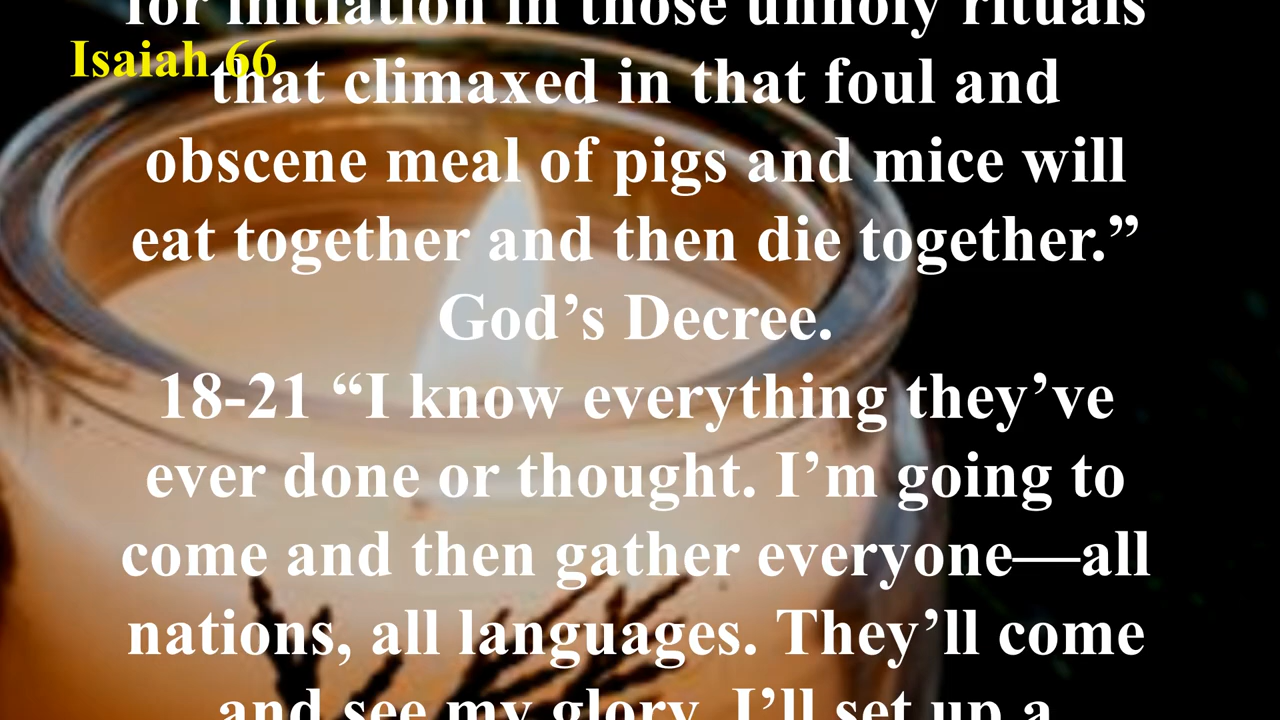 for initiation in those unholy rituals
Isaiah 66
that climaxed in that foul and
obscene meal of pigs and mice will
eat together and then die together.”
God’s Decree.
18-21 “I know everything they’ve
ever done or thought. I’m going to
come and then gather everyone—all
nations, all languages. They’ll come
and see my glory. I’ll set up a